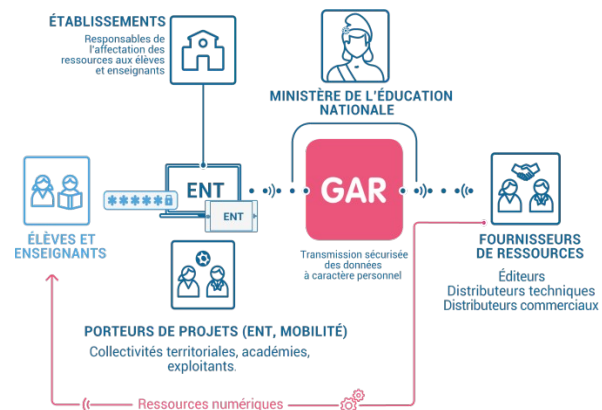 ÉTABLISSEMENTS
Responsables de
l'affectation des
ressources aux élèves
et enseignants
MINISTÈRE DE L'ÉDUCATION
NATIONALE
*****
ENT
ENT
GAR
ÉLÈVES ET
ENSEIGNANTS
Transmission sécurisée
des données
à caractère personnel
FOURNISSEURS
DE RESSOURCES
Éditeurs
Distributeurs techniques
Distributeurs commerciaux
PORTEURS DE PROJETS (ENT, MOBILITÉ)
Collectivités territoriales, académies,
exploitants.
Ressources numériques